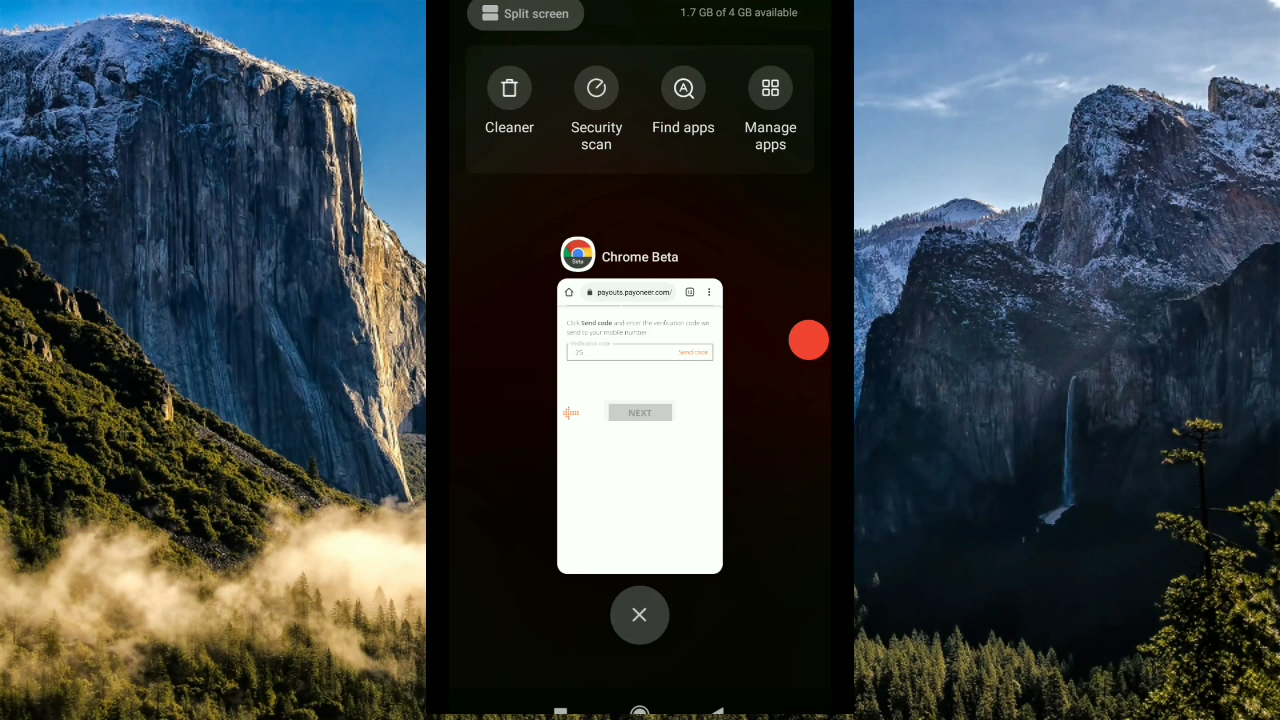 Split screen
1.7 GB of 4 GB available
Cleaner
Security
scan
Find apps
Manage
apps
Chrome Beta
payouts.payoneer.com/
Click Send code and enter the verification code we
send to your mobile number
Verification code
25
Send code
NEXT